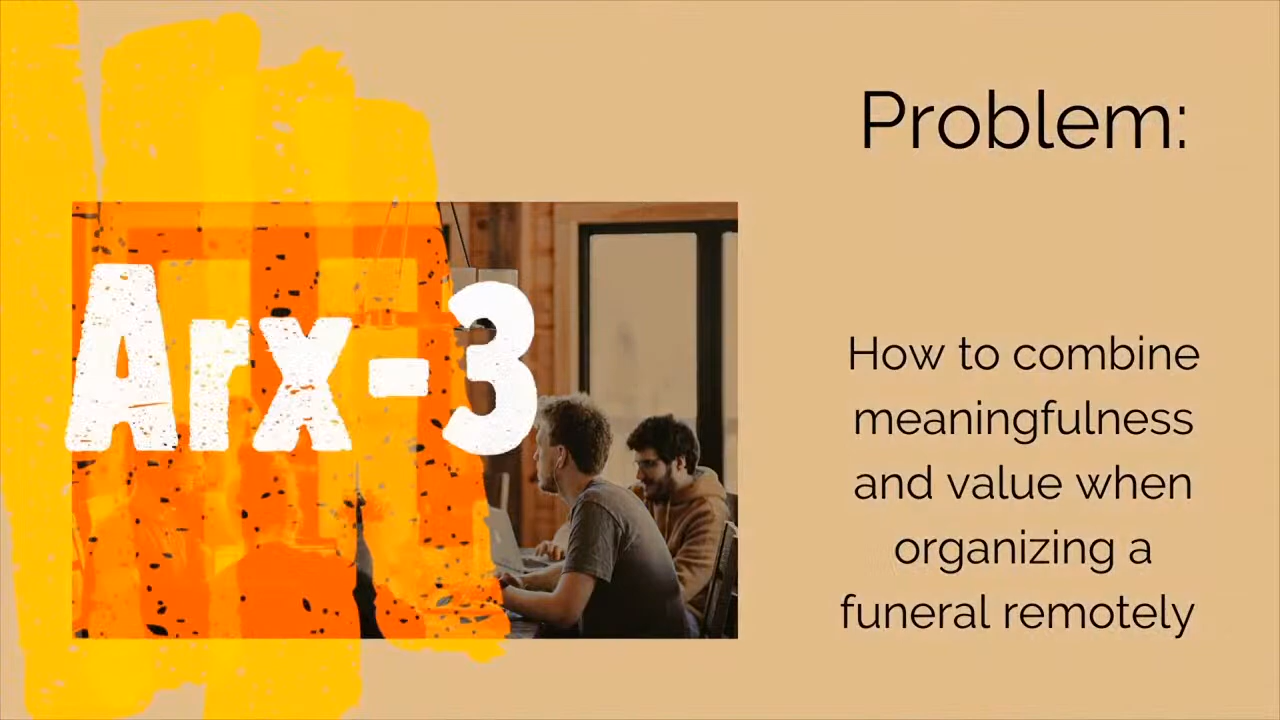 Problem:
Arx-3
How to combine
meaningfulness
and value when
organizing a
funeral remotely